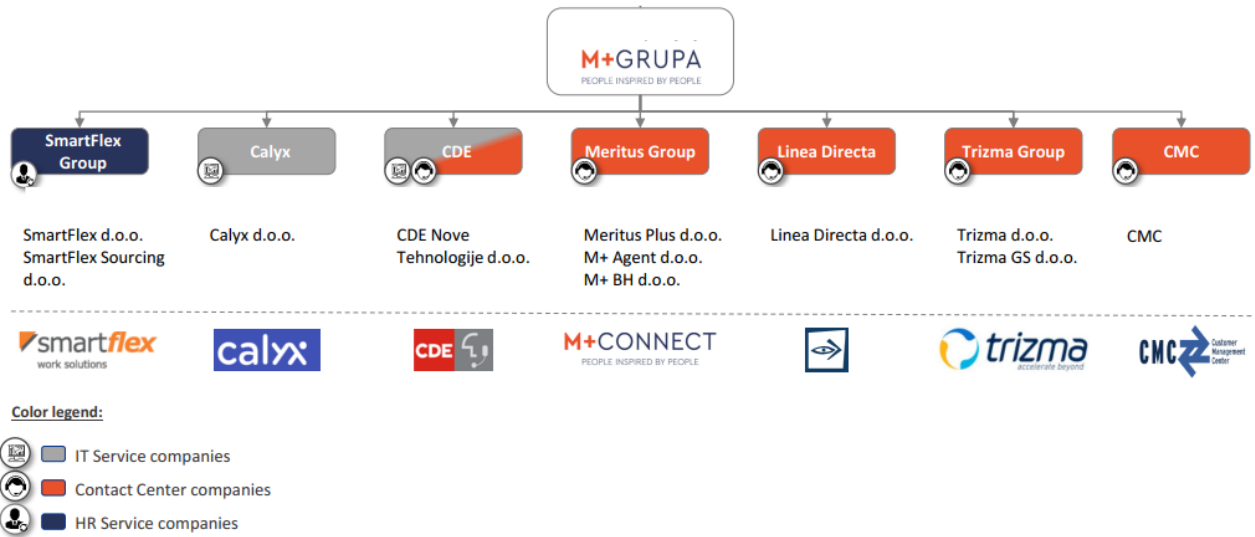 M+GRUPA
PEOPLE INSPIRED BY PEOPLE
SmartFlex
Group
Calyx
CDE
Meritus Group
Linea Directa
Trizma Group
CMC
SmartFlex d.o.o.
SmartFlex Sourcing
d.o.o.
Calyx d.o.o.
CDE Nove
Tehnologije d.o.o.
Meritus Plus d.o.o.
M+ Agent d.o.o.
M+ BH d.o.o.
Linea Directa d.o.o.
Trizma d.o.o.
Trizma GS d.o.o.
CMC
smartflex
work solutions
calyx
CDE
M+CONNECT
PEOPLE INSPIRED BY PEOPLE
trizma
accelerate beyond
CMC
Customer
Management
Center
Color legend:
IT Service companies
Contact Center companies
HR Service companies